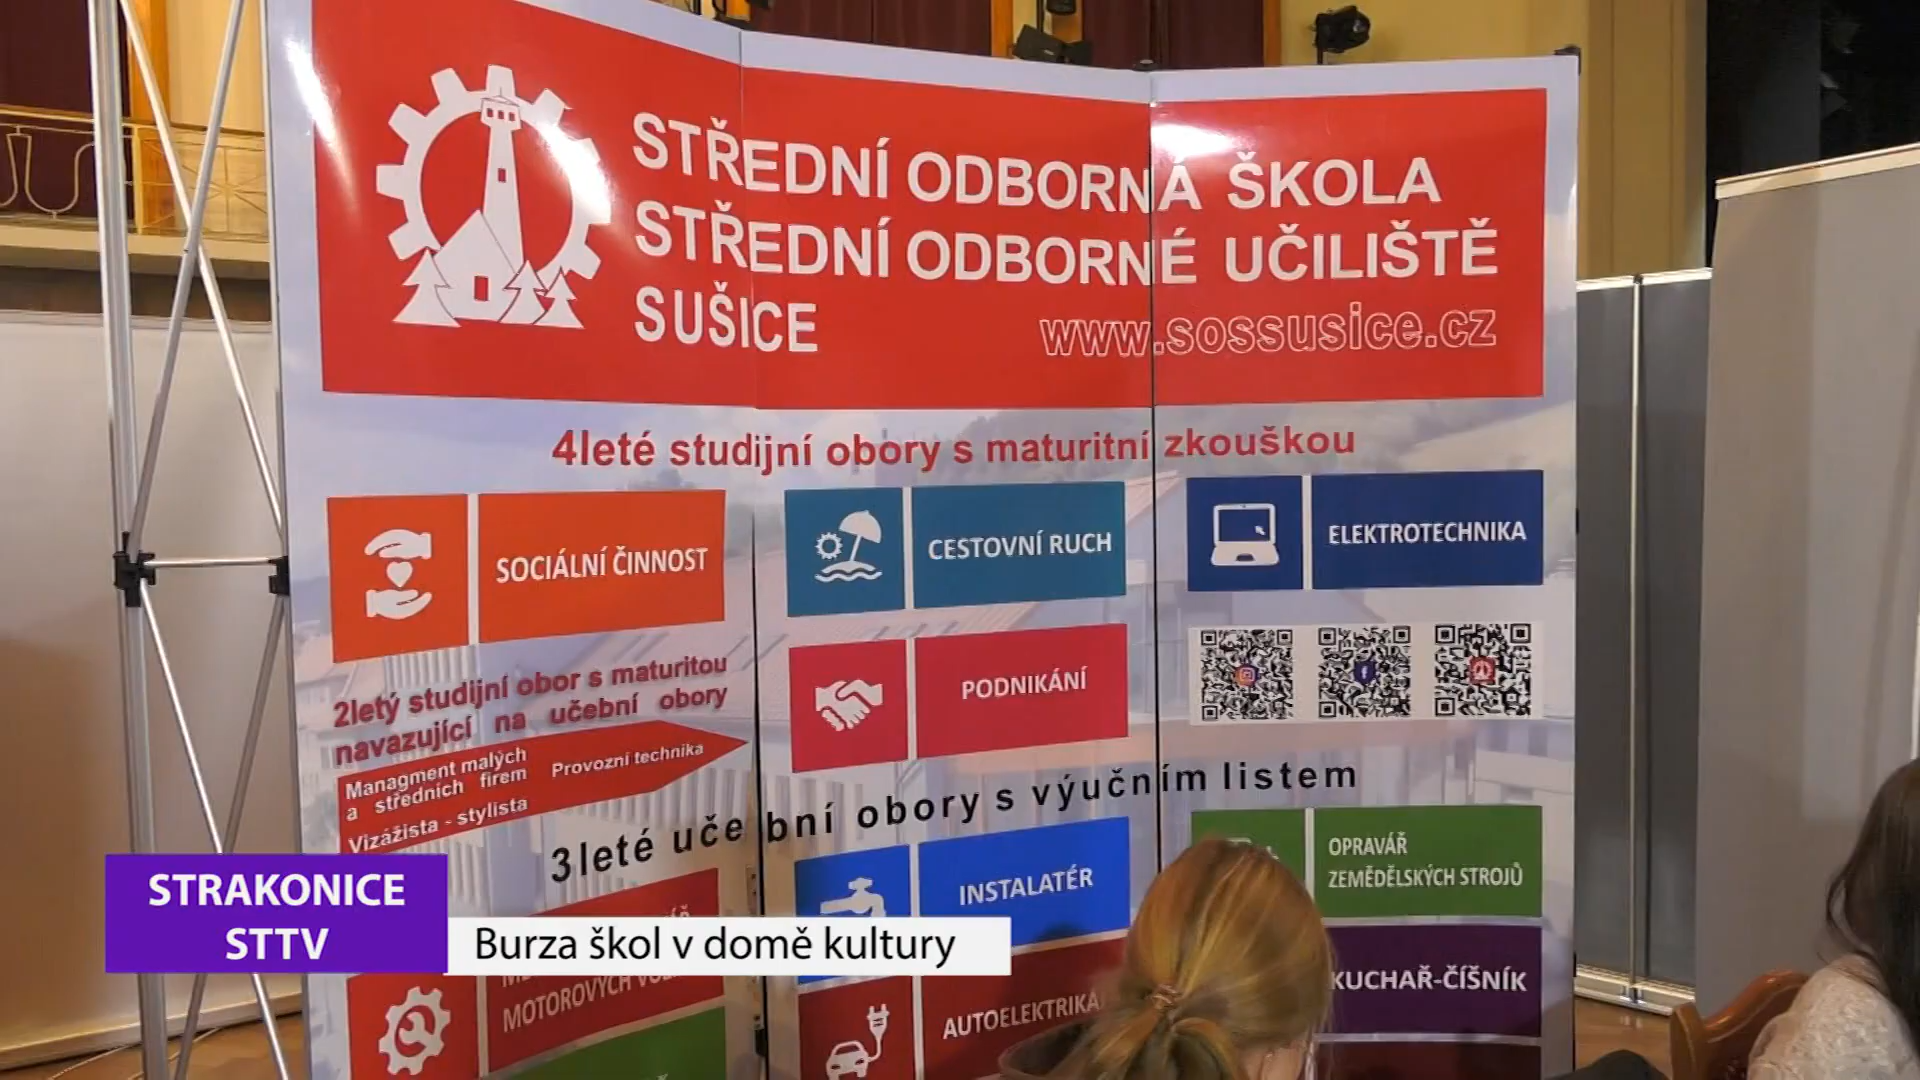 STŘEDNÍ ODBORNÁ ŠKOLA
STŘEDNÍ ODBORNÉ UČILIŠTĚ
SUŠICE
www.sossusice.cz
4leté studijní obory s maturitní zkouškou
SOCIÁLNÍ ČINNOST
CESTOVNÍ RUCH
ELEKTROTECHNIKA
PODNIKÁNÍ
2letý studijní obor s maturitou
navazující na učební obory
Managment malých
a středních firem
Provozní technika
Vizážista - stylista
3leté učební obory s výučním listem
INSTALATÉR
OPRAVÁŘ
ZEMĚDĚLSKÝCH STROJŮ
MOTOROVÝCH
AUTOELEKTRIKÁ
KUCHAŘ-ČÍŠNÍK
STRAKONICE
STTV
Burza škol v domě kultury